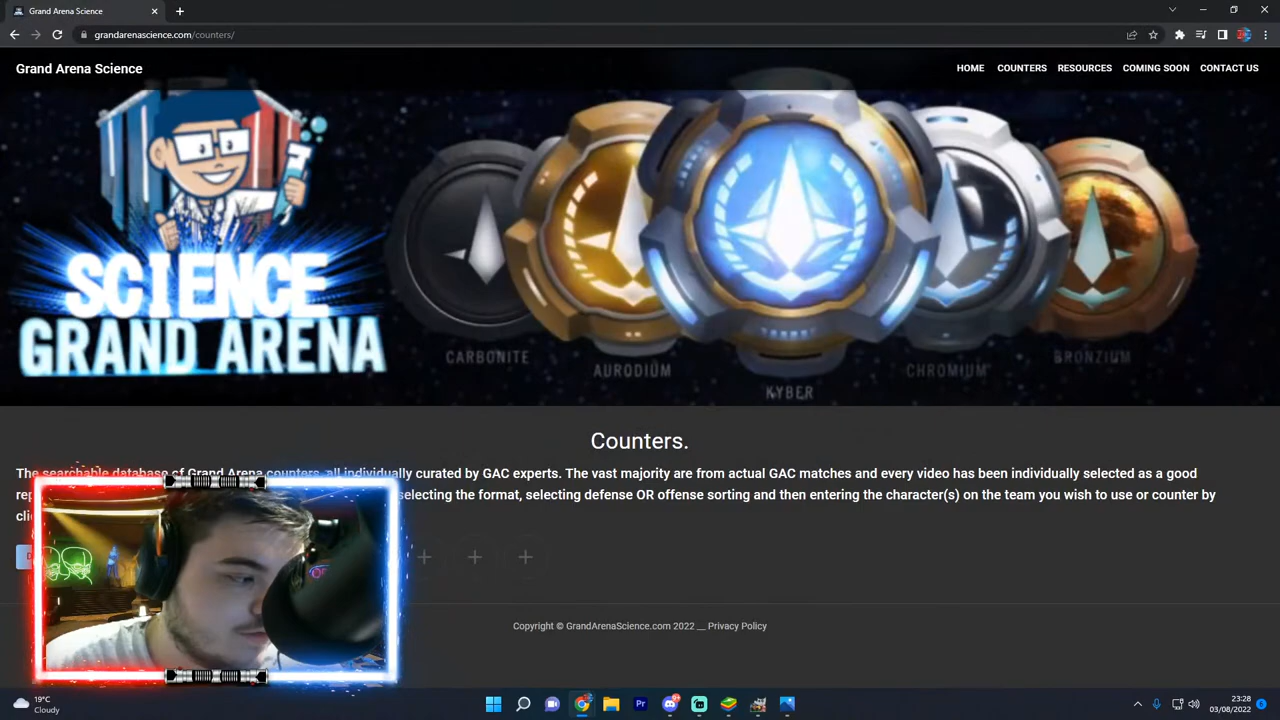 Grand Arena Science
grandarenascience.com/counters/
Grand Arena Science
HOME COUNTERS RESOURCES COMING SOON CONTACT US
SCIENCE
GRAND ARENA
CARBONITE
AURODIUM
KYBER
CHROMIUM
BRONZIUM
Counters.
The searchable database of Grand Arena counters, all individually curated by GAC experts. The vast majority are from actual GAC matches and every video has been individually selected as a good
selecting the format, selecting defense OR offense sorting and then entering the character(s) on the team you wish to use or counter by
Copyright © GrandArenaScience.com 2022 __ Privacy Policy
19°C
Cloudy
Pr
9+
23:28
03/08/2022